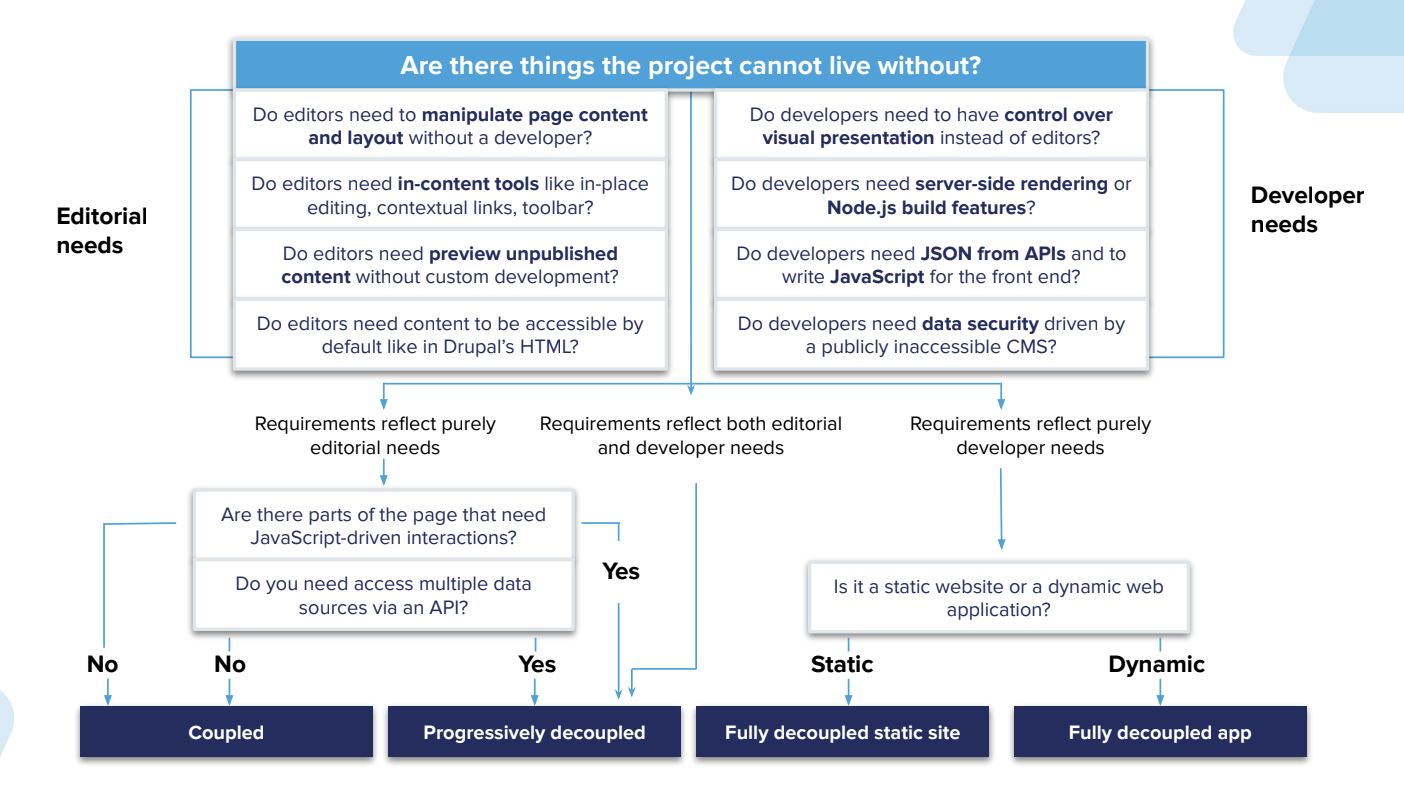 Are there things the project cannot live without?
Editorial
needs
Do editors need to manipulate page content
and layout without a developer?
Do editors need in-content tools like in-place
editing, contextual links, toolbar?
Do editors need preview unpublished
content without custom development?
Do editors need content to be accessible by
default like in Drupal's HTML?
Do developers need to have control over
visual presentation instead of editors?
Do developers need server-side rendering or
Node.js build features?
Do developers need JSON from APIs and to
write JavaScript for the front end?
Do developers need data security driven by
a publicly inaccessible CMS?
Developer
needs
Requirements reflect purely
editorial needs
Requirements reflect both editorial
and developer needs
Requirements reflect purely
developer needs
Are there parts of the page that need
JavaScript-driven interactions?
Do you need access multiple data
sources via an API?
Yes
Is it a static website or a dynamic web
application?
No
No
Yes
Static
Dynamic
Coupled
Progressively decoupled
Fully decoupled static site
Fully decoupled app